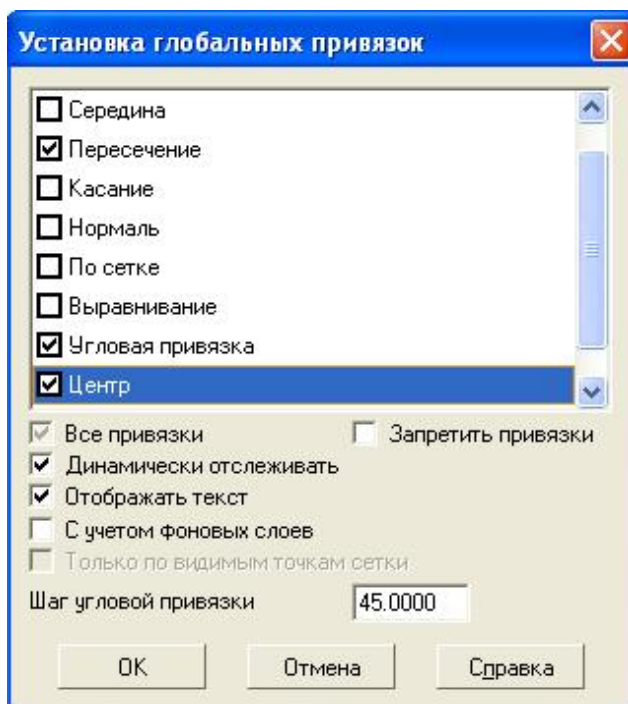 Установка глобальных привязок
Середина
Пересечение
Касание
Нормаль
По сетке
Выравнивание
Угловая привязка
Центр
Все привязки Запретить привязки
Динамически отслеживать
Отображать текст
С учетом фоновых слоев
Только по видимым точкам сетки
Шаг угловой привязки 45.0000
OK Отмена Справка